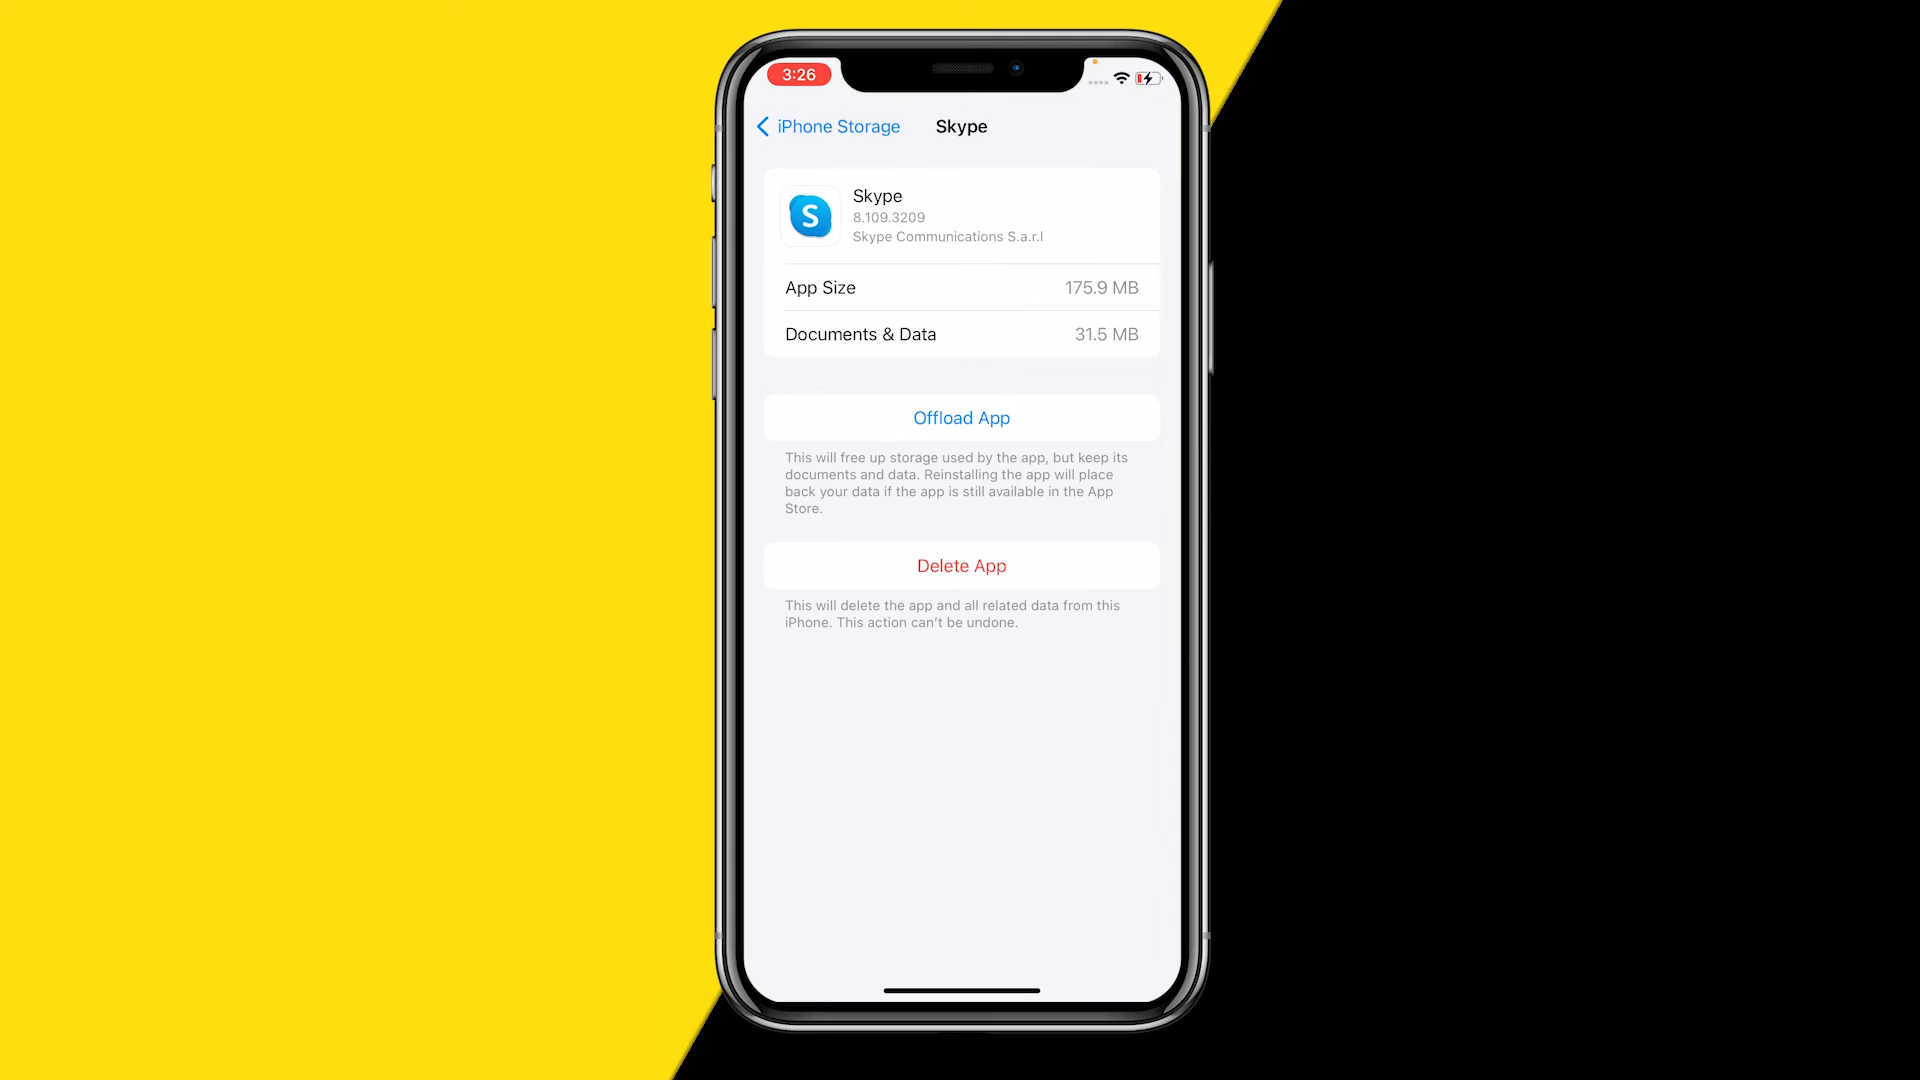 3:26
iPhone Storage
Skype
S
Skype
8.109.3209
Skype Communications S.a.r.l
App Size 175.9 MB
Documents & Data 31.5 MB
Offload App
This will free up storage used by the app, but keep its
documents and data. Reinstalling the app will place
back your data if the app is still available in the App
Store.
Delete App
This will delete the app and all related data from this
iPhone. This action can't be undone.